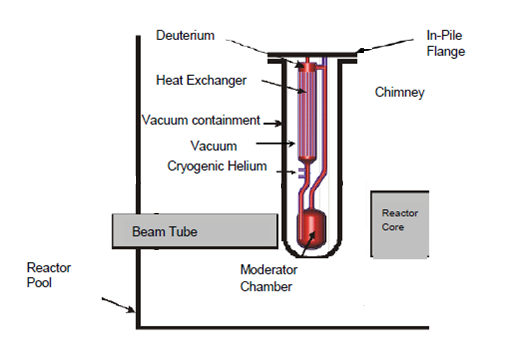 Deuterium
In-Pile
Flange
Heat Exchanger
Chimney
Vacuum containment
Vacuum
Cryogenic Helium
Reactor
Core
Beam Tube
Reactor
Pool
Moderator
Chamber